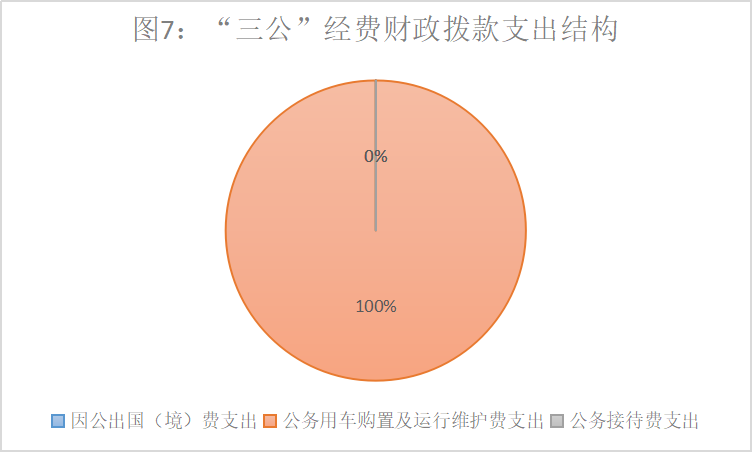 图7：“三公”经费财政拨款支出结构
0%
100%
因公出国（境）费支出 公务用车购置及运行维护费支出 公务接待费支出